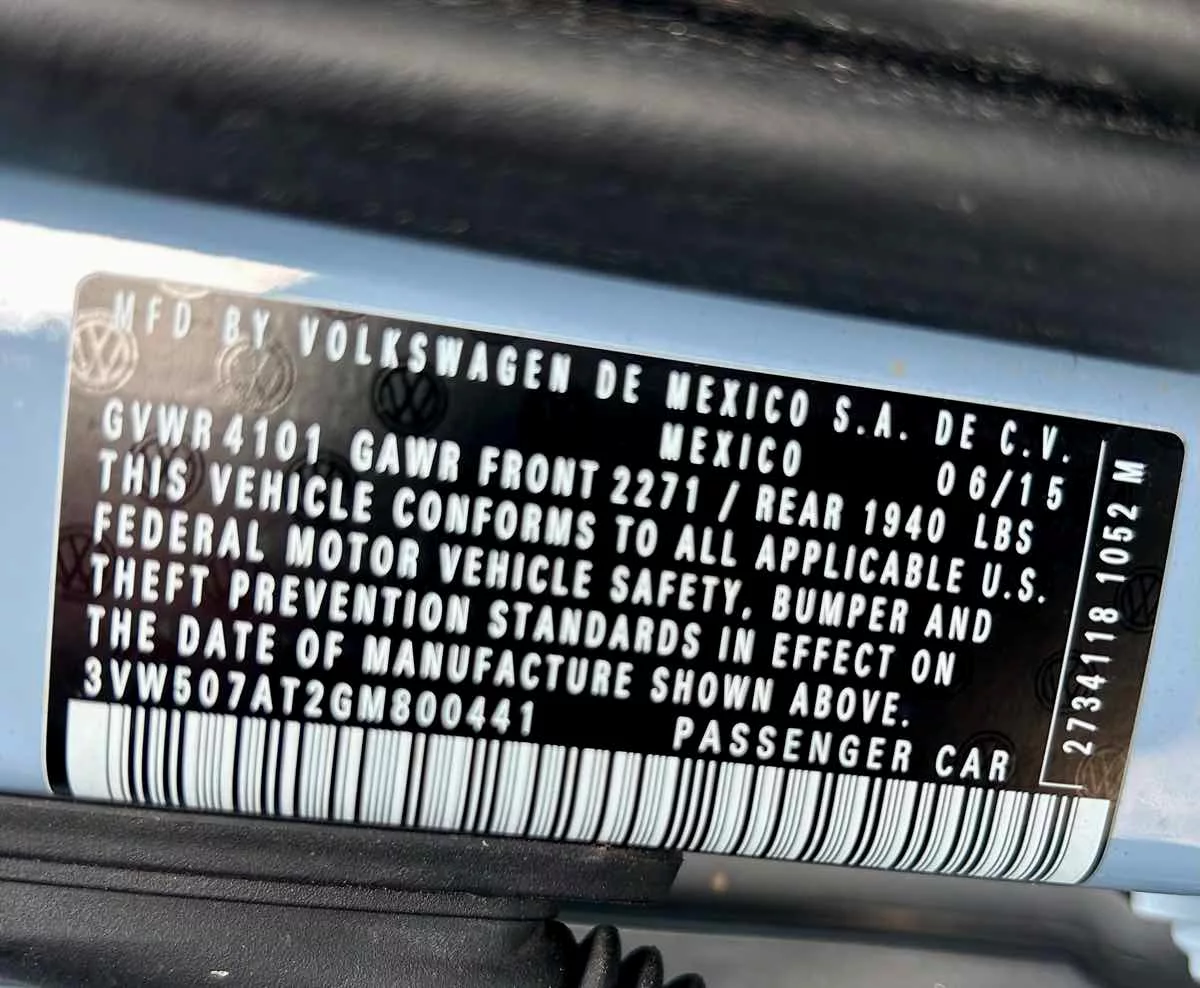 MFD BY VOLKSWAGEN DE MEXICO S.A. DE C.V.
MEXICO 06/15
GVWR 4101 GAWR FRONT 2271 / REAR 1940 LBS
THIS VEHICLE CONFORMS TO ALL APPLICABLE U.S.
FEDERAL MOTOR VEHICLE SAFETY, BUMPER AND
THEFT PREVENTION STANDARDS IN EFFECT ON
THE DATE OF MANUFACTURE SHOWN ABOVE.
3VW507AT2GM800441 PASSENGER CAR
2734118 1052 M